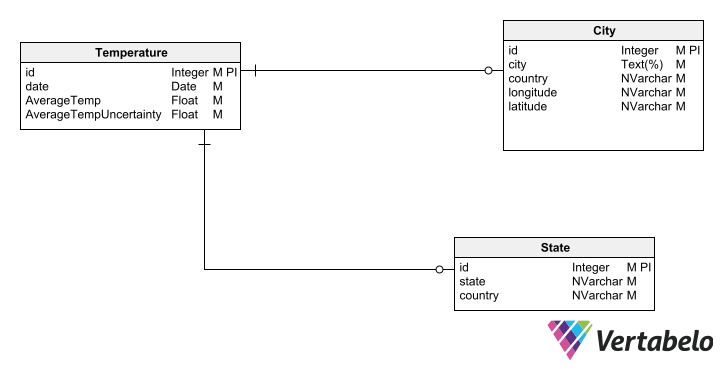 Temperature
id Integer M PI
date Date M
AverageTemp Float M
AverageTempUncertainty Float M
City
id Integer M PI
city Text(%) M
country NVarchar M
longitude NVarchar M
latitude NVarchar M
State
id Integer M PI
state NVarchar M
country NVarchar M
Vertabelo